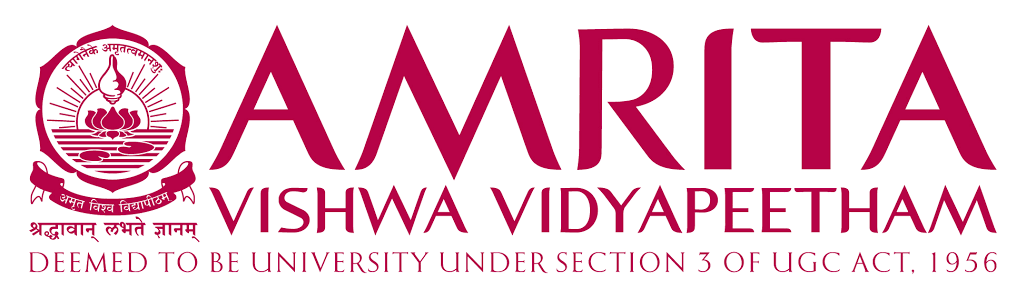 त्यागेनैके अमृतत्वमानशुः
अमृत विश्व विद्यापीठम्
श्रद्धावान् लभते ज्ञानम्
AMRITA
VISHWA VIDYAPEETHAM
DEEMED TO BE UNIVERSITY UNDER SECTION 3 OF UGC ACT, 1956